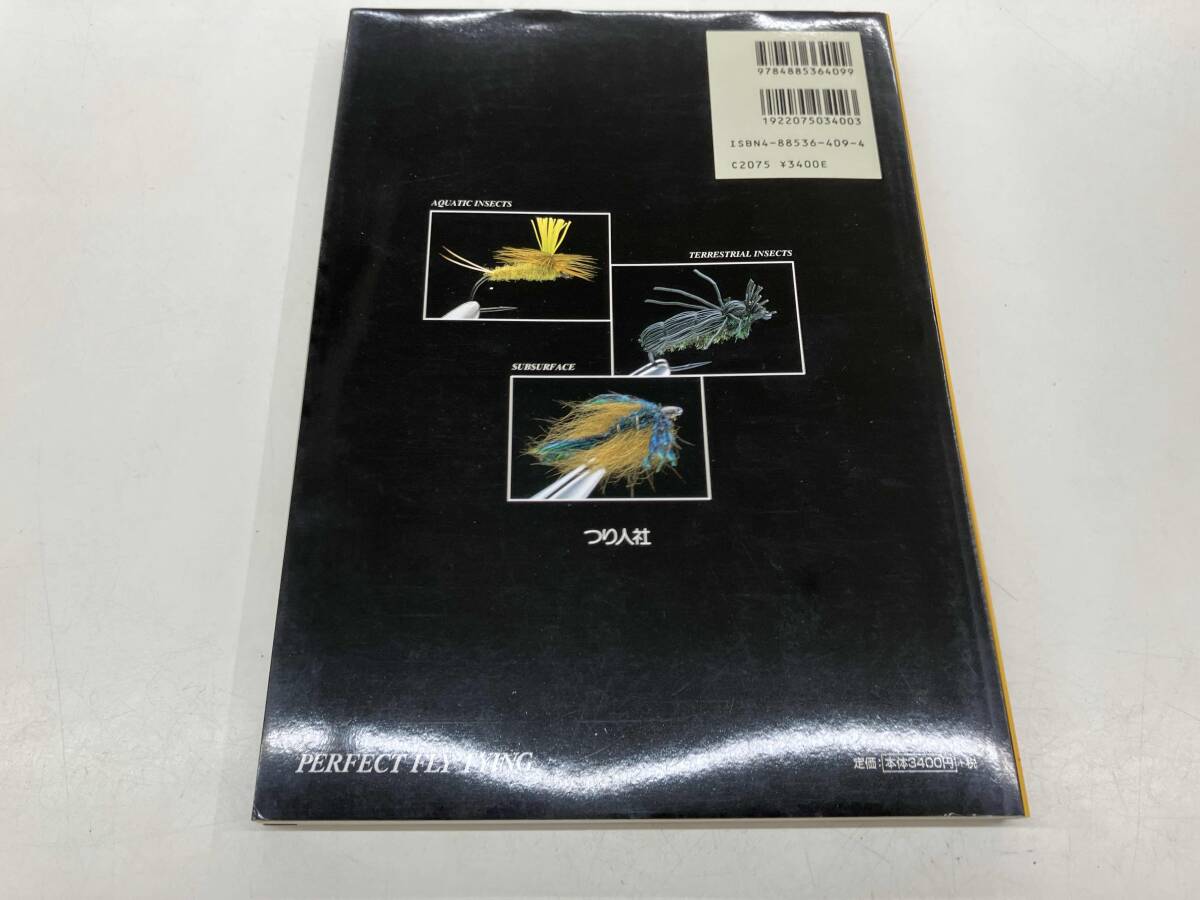 9784885364099
1922075034003
ISBN4-88536-409-4
C2075 ¥3400E
AQUATIC INSECTS
TERRESTRIAL INSECTS
SUBSURFACE
つり人社
PERFECT FLY TYING
定価:本体3400円+税